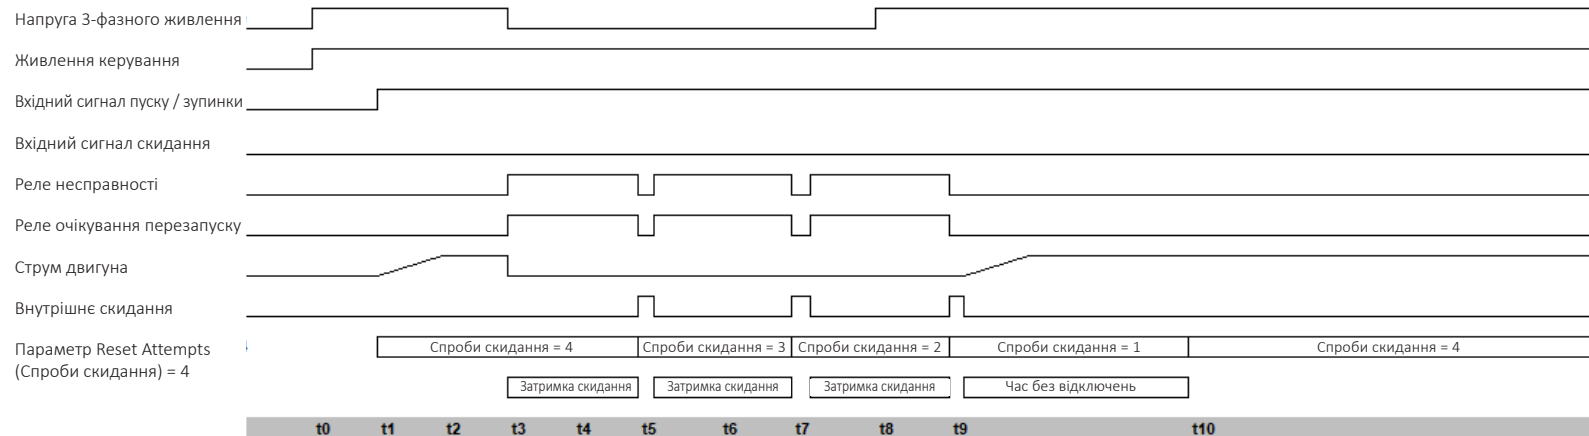 Напруга 3-фазного живлення
Живлення керування
Вхідний сигнал пуску / зупинки
Вхідний сигнал скидання
Реле несправності
Реле очікування перезапуску
Струм двигуна
Внутрішнє скидання
Параметр Reset Attempts
(Спроби скидання) = 4
Спроби скидання = 4
Спроби скидання = 3
Спроби скидання = 2
Спроби скидання = 1
Спроби скидання = 4
Затримка скидання
Затримка скидання
Затримка скидання
Час без відключень
t0 t1 t2 t3 t4 t5 t6 t7 t8 t9 t10